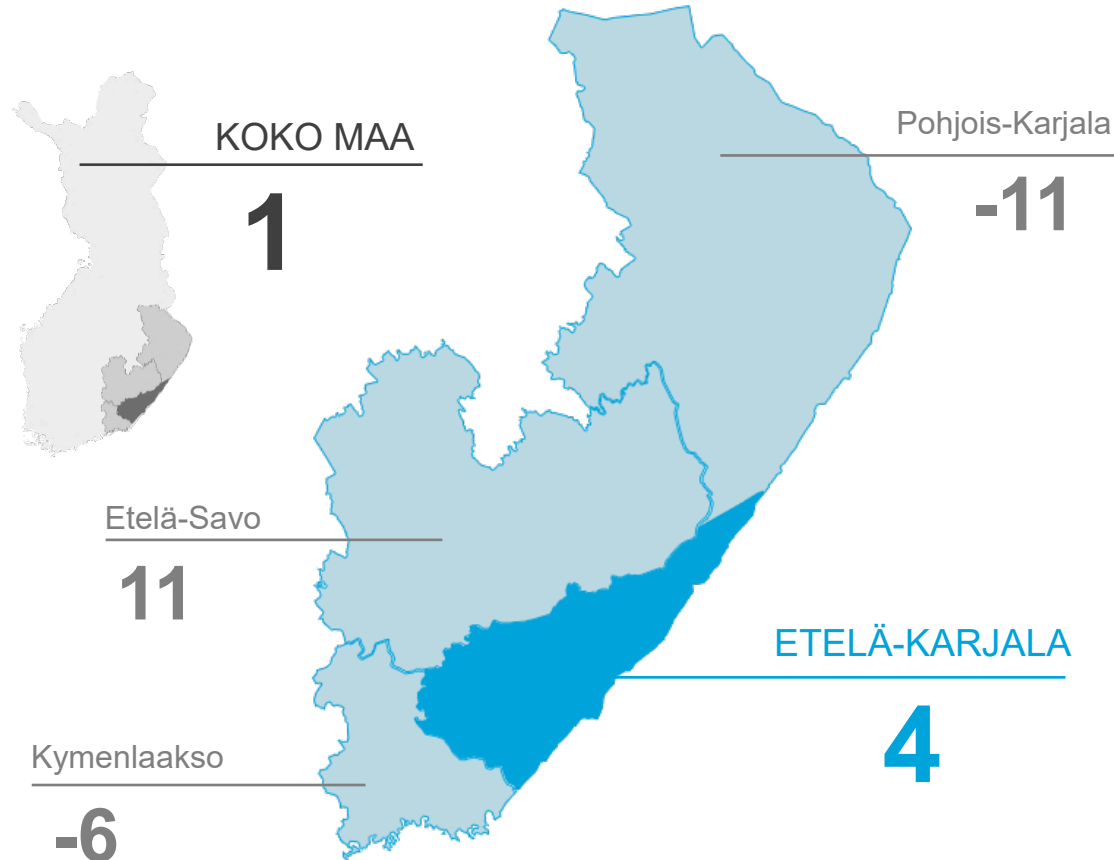 KOKO MAA
1
Pohjois-Karjala
-11
Etelä-Savo
11
ETELÄ-KARJALA
4
Kymenlaakso
-6